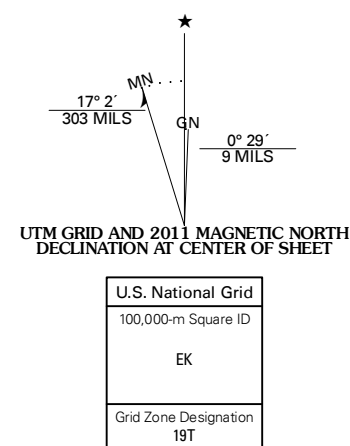 MN
17° 2´
303 MILS
GN
0° 29´
9 MILS
UTM GRID AND 2011 MAGNETIC NORTH
DECLINATION AT CENTER OF SHEET
U.S. National Grid
100,000-m Square ID
EK
Grid Zone Designation
19T